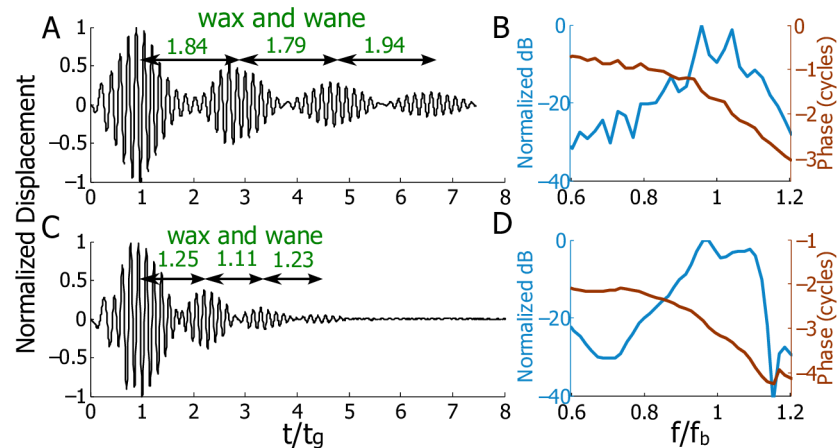 A
wax and wane
1.84 1.79 1.94
1
0.5
0
-0.5
-1
0 1 2 3 4 5 6 7 8
B
0
−20
−40
Normalized dB
0
−1
−2
−3
Phase (cycles)
0.6 0.8 1 1.2
Normalized Displacement
C
wax and wane
1.25 1.11 1.23
1
0.5
0
-0.5
-1
0 1 2 3 4 5 6 7 8
t/tg
D
0
−20
−40
Normalized dB
−1
−2
−3
−4
Phase (cycles)
0.6 0.8 1 1.2
f/fb